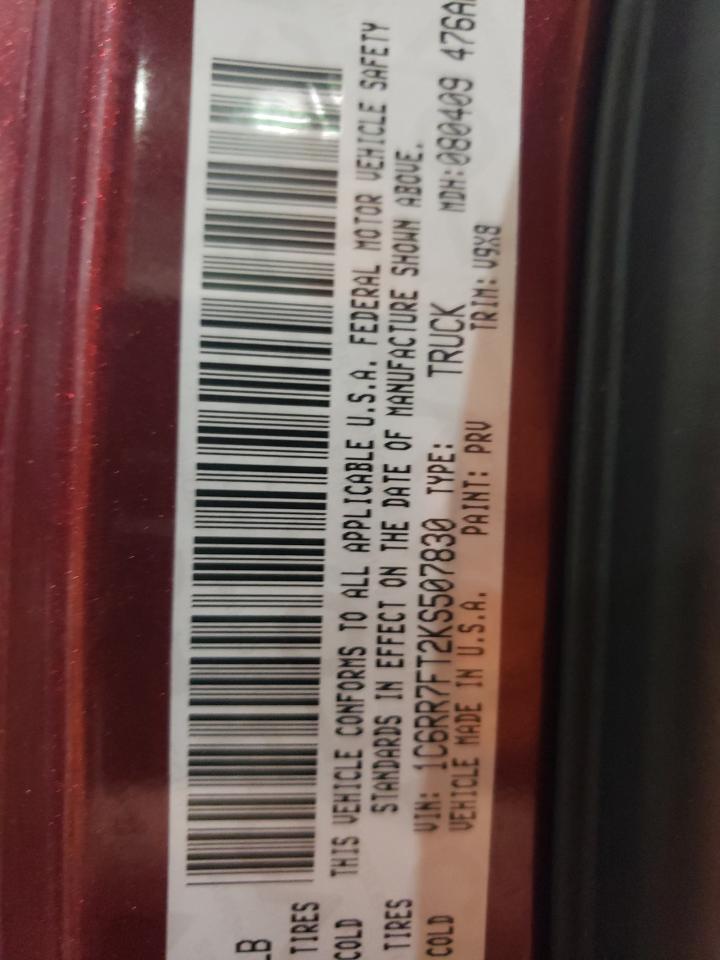 LB
TIRES
COLD
THIS VEHICLE CONFORMS TO ALL APPLICABLE U.S.A. FEDERAL MOTOR VEHICLE SAFETY
TIRES
STANDARDS IN EFFECT ON THE DATE OF MANUFACTURE SHOWN ABOVE.
COLD
VIN: 1C6RR7FT2KS507830 TYPE: TRUCK MDH:080409 476A
VEHICLE MADE IN U.S.A. PAINT: PRV TRIM: V9X8